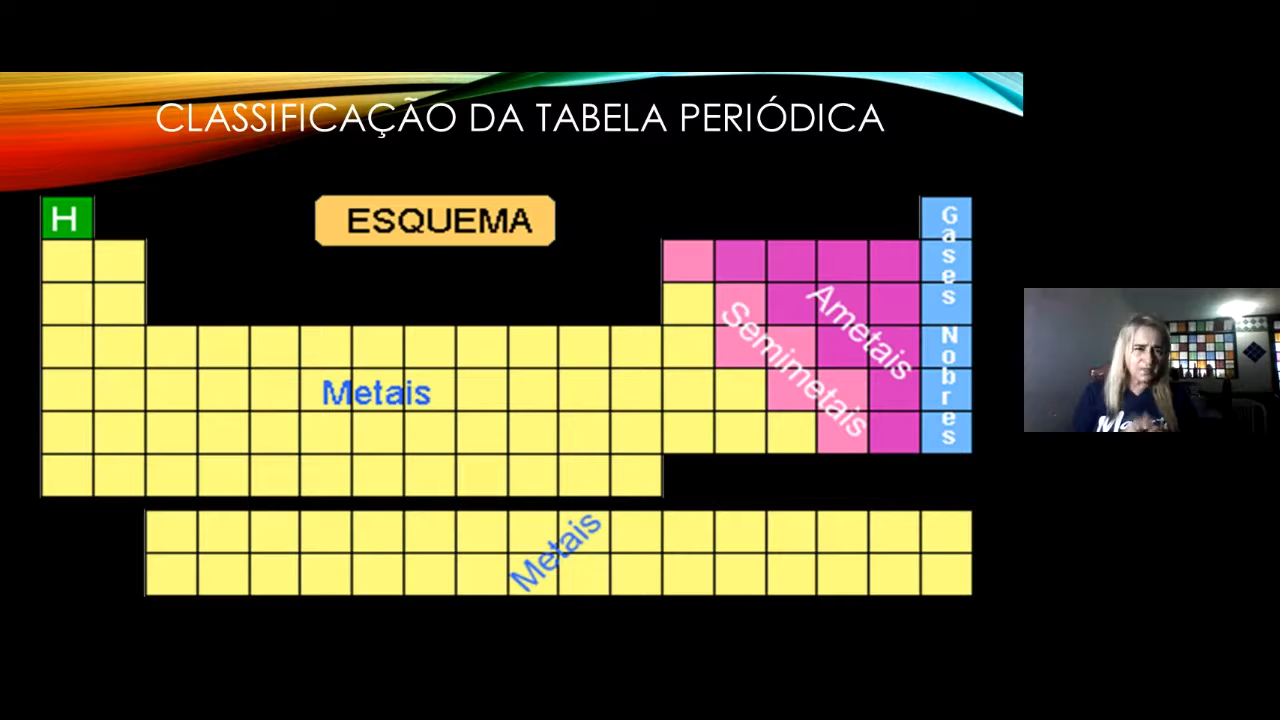 CLASSIFICAÇÃO DA TABELA PERIÓDICA
H
ESQUEMA
Gases Nobres
Ametais
Semimetais
Metais
Metais